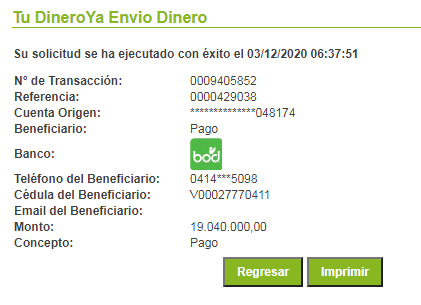 Tu DineroYa Envio Dinero
Su solicitud se ha ejecutado con éxito el 03/12/2020 06:37:51
N° de Transacción: 0009405852
Referencia: 0000429038
Cuenta Origen: **************048174
Beneficiario: Pago
Banco: bod
Teléfono del Beneficiario: 0414***5098
Cédula del Beneficiario: V00027770411
Email del Beneficiario:
Monto: 19.040.000,00
Concepto: Pago
Regresar Imprimir